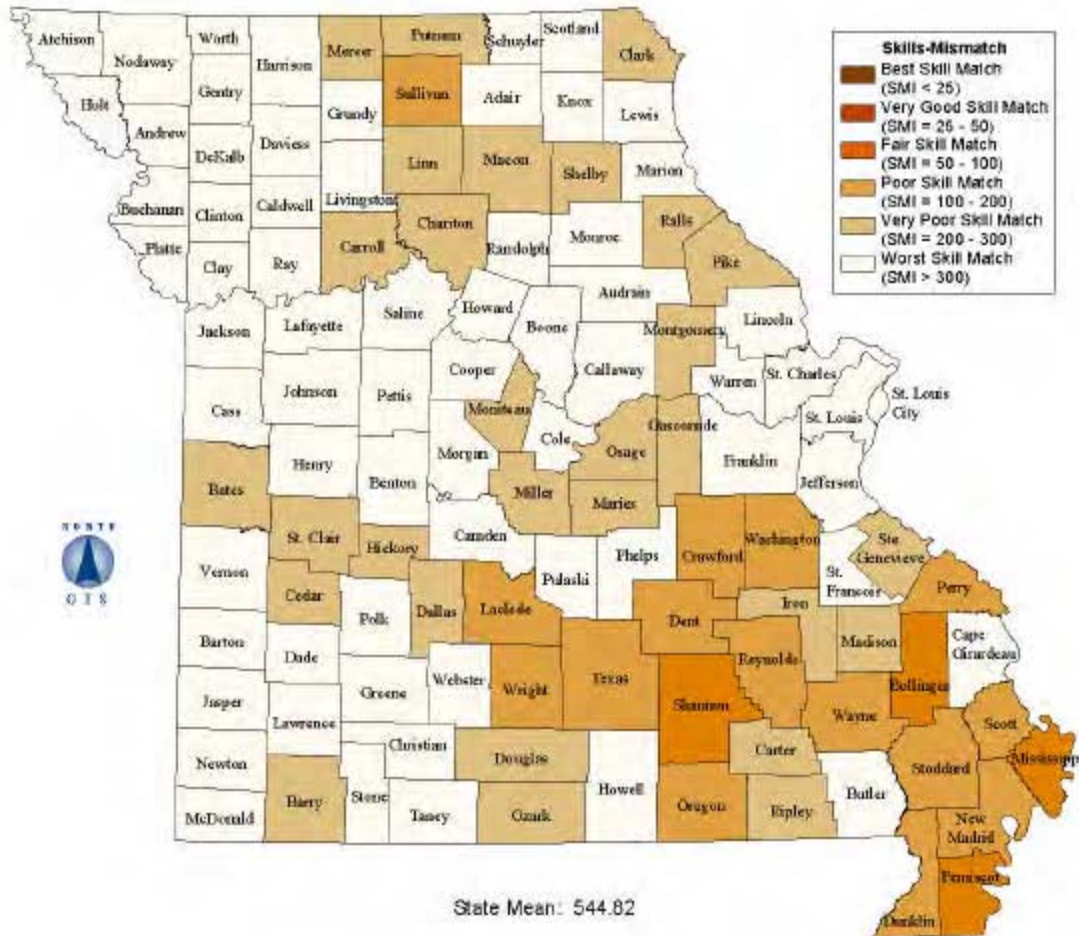 Skills-Mismatch
Best Skill Match
(SMI < 25)
Very Good Skill Match
(SMI = 25 - 50)
Fair Skill Match
(SMI = 50 - 100)
Poor Skill Match
(SMI = 100 - 200)
Very Poor Skill Match
(SMI = 200 - 300)
Worst Skill Match
(SMI > 300)
Atchison
Nodaway
Worth
Harrison
Mercer
Putnam
Schuyler
Scotland
Clark
Holt
Gentry
Sullivan
Adair
Knox
Lewis
Andrew
DeKalb
Daviess
Grundy
Linn
Macon
Shelby
Marion
Buchanan
Clinton
Caldwell
Livingston
Chariton
Randolph
Monroe
Ralls
Pike
Platte
Clay
Ray
Carroll
Audrain
Jackson
Lafayette
Saline
Howard
Boone
Callaway
Montgomery
Lincoln
Warren
St. Charles
St. Louis
St. Louis
City
Cass
Johnson
Pettis
Cooper
Moniteau
Cole
Osage
Gasconade
Franklin
Jefferson
Bates
Henry
Benton
Morgan
Miller
Maries
Vernon
St. Clair
Hickory
Camden
Pulaski
Phelps
Crawford
Washington
St.
Francois
Ste
Genevieve
Perry
Cedar
Polk
Dallas
Laclede
Dent
Iron
Madison
Bollinger
Cape
Girardeau
Barton
Dade
Greene
Webster
Wright
Texas
Shannon
Reynolds
Wayne
Scott
Mississipp
Jasper
Lawrence
Christian
Douglas
Howell
Carter
Butler
Stoddard
Newton
McDonald
Barry
Stone
Taney
Ozark
Oregon
Ripley
New
Madrid
Pemiscot
Dunklin
NORTH
GIS
State Mean: 544.82